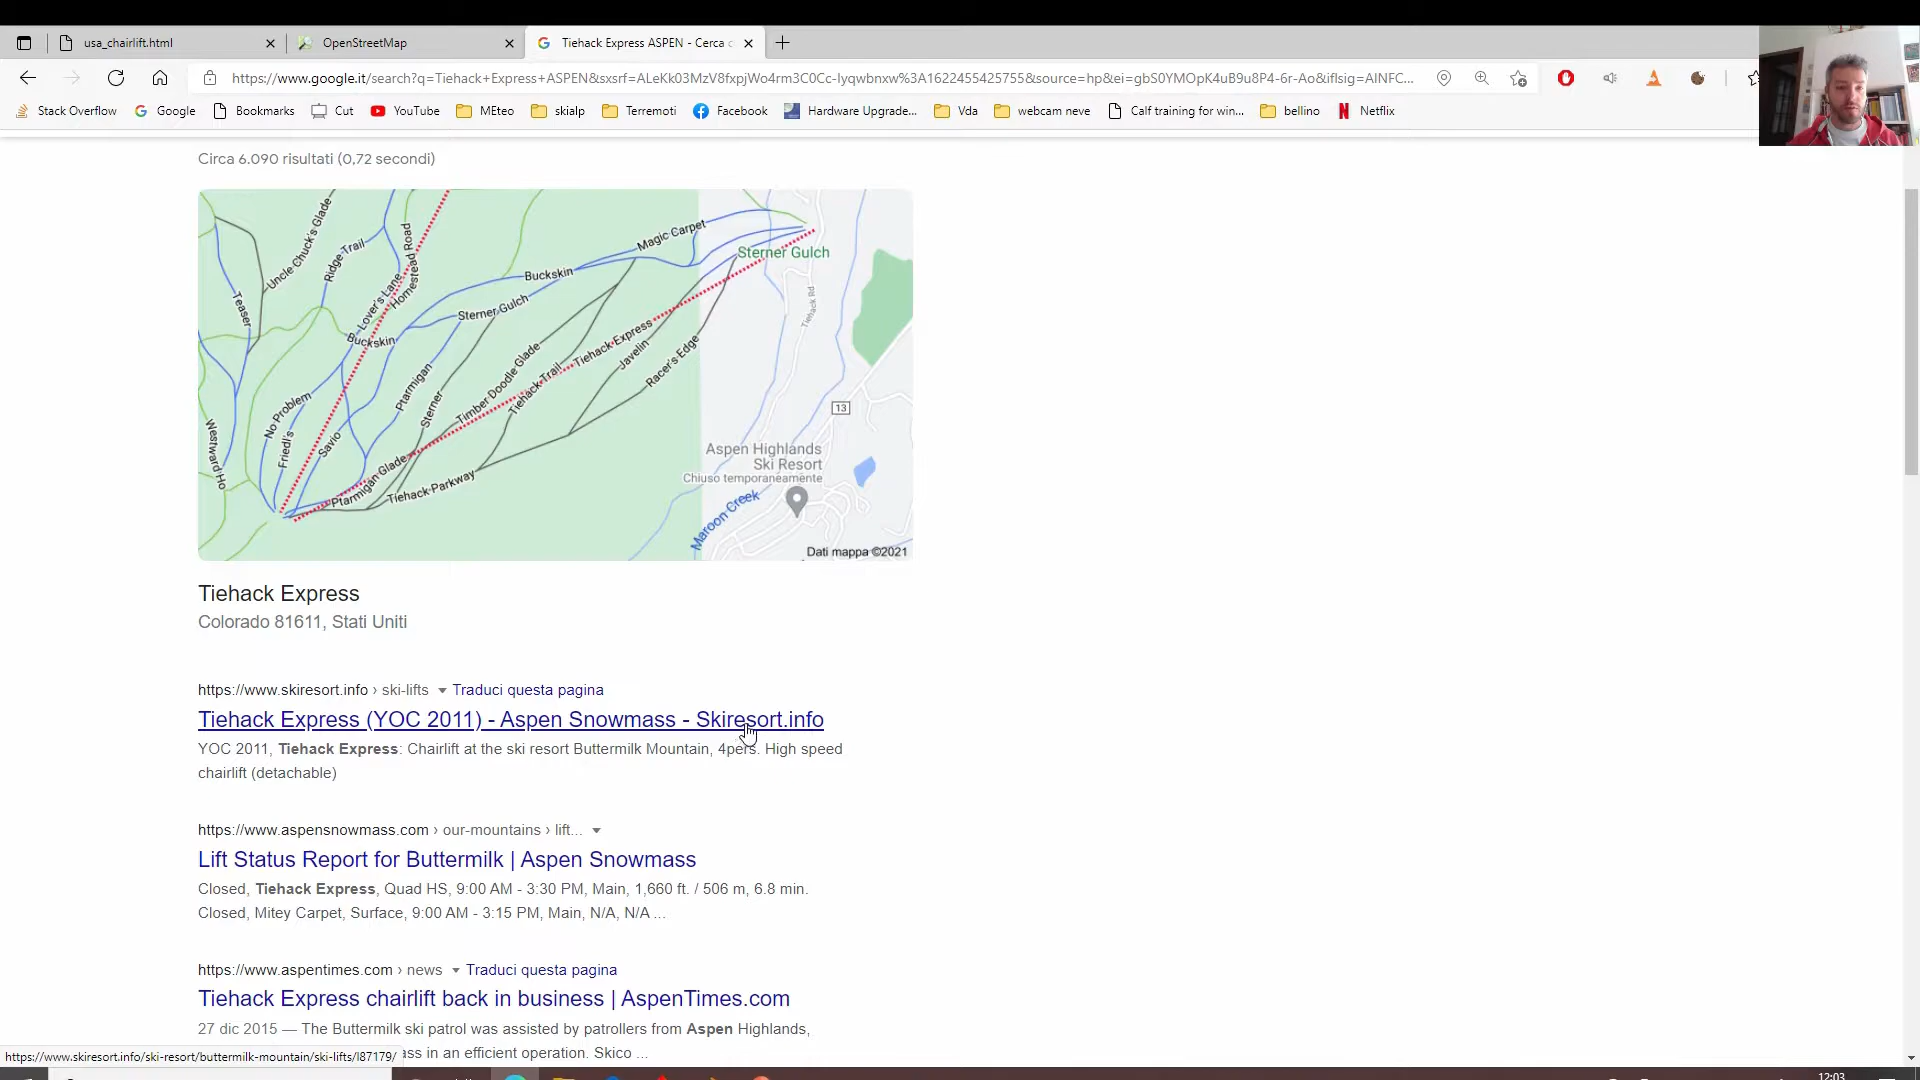 usa_chairlift.html
OpenStreetMap
Tiehack Express ASPEN - Cerca c
https://www.google.it/search?q=Tiehack+Express+ASPEN&sxsrf=ALeKk03MzV8fxpjWo4rm3C0Cc-Iyqwbnxw%3A1622455425755&source=hp&ei=gbS0YMOpK4uB9u8P4-6r-Ao&iflsig=AINFC...
Stack Overflow Google Bookmarks Cut YouTube MEteo skialp Terremoti Facebook Hardware Upgrade... Vda webcam neve Calf training for win... bellino Netflix
Circa 6.090 risultati (0,72 secondi)
Uncle Chuck's Glade
Ridge Trail
Homestead Road
Magic Carpet
Sterner Gulch
Buckskin
Teaser
Lover's Lane
Sterner Gulch
Tiehack Rd
Buckskin
Tiehack Express
Javelin
Racer's Edge
Ptarmigan
Timber Doodle Glade
Tiehack Trail
Sterner
No Problem
13
Westward Ho
Friedl's
Savio
Aspen Highlands
Ski Resort
Chiuso temporaneamente
Ptarmigan Glade
Tiehack Parkway
Maroon Creek
Dati mappa ©2021
Tiehack Express
Colorado 81611, Stati Uniti
https://www.skiresort.info › ski-lifts Traduci questa pagina
Tiehack Express (YOC 2011) - Aspen Snowmass - Skiresort.info
YOC 2011, Tiehack Express: Chairlift at the ski resort Buttermilk Mountain, 4pers. High speed
chairlift (detachable)
https://www.aspensnowmass.com › our-mountains › lift...
Lift Status Report for Buttermilk | Aspen Snowmass
Closed, Tiehack Express, Quad HS, 9:00 AM - 3:30 PM, Main, 1,660 ft. / 506 m, 6.8 min.
Closed, Mitey Carpet, Surface, 9:00 AM - 3:15 PM, Main, N/A, N/A ...
https://www.aspentimes.com › news Traduci questa pagina
Tiehack Express chairlift back in business | AspenTimes.com
27 dic 2015 — The Buttermilk ski patrol was assisted by patrollers from Aspen Highlands,
ass in an efficient operation. Skico ...
https://www.skiresort.info/ski-resort/buttermilk-mountain/ski-lifts/l87179/
12:03